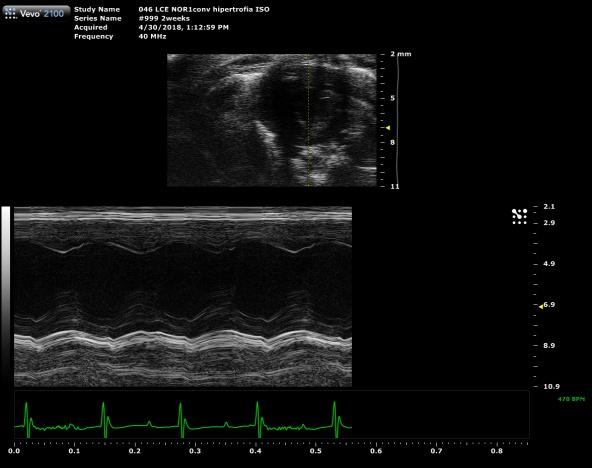 Vevo 2100
Study Name 046 LCE NOR1conv hipertrofia ISO
Series Name #999 2weeks
Acquired 4/30/2018, 1:12:59 PM
Frequency 40 MHz
2 mm
5
8
11
2.1
2.9
4.9
6.9
8.9
10.9
478 BPM
0.0 0.1 0.2 0.3 0.4 0.5 0.6 0.7 0.8